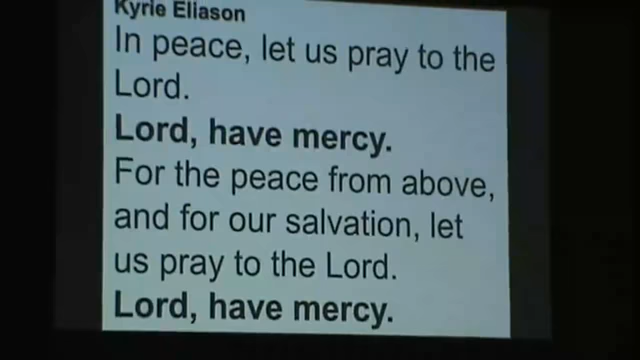 Kyrie Eliason
In peace, let us pray to the
Lord.
Lord, have mercy.
For the peace from above,
and for our salvation, let
us pray to the Lord.
Lord, have mercy.